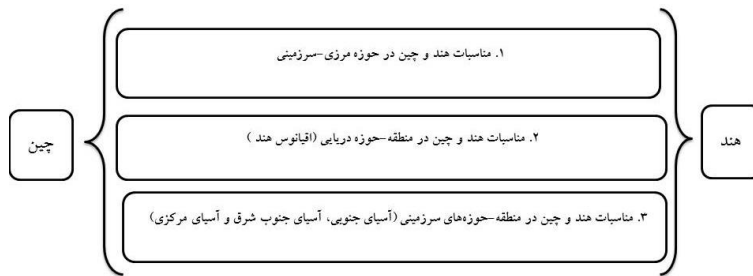 ۱. مناسبات هند و چین در حوزه مرزی-سرزمینی
هند
۲. مناسبات هند و چین در منطقه-حوزه دریایی (اقیانوس هند )
چین
۳. مناسبات هند و چین در منطقه-حوزه‌های سرزمینی (آسیای جنوبی، آسیای جنوب شرق و آسیای مرکزی)